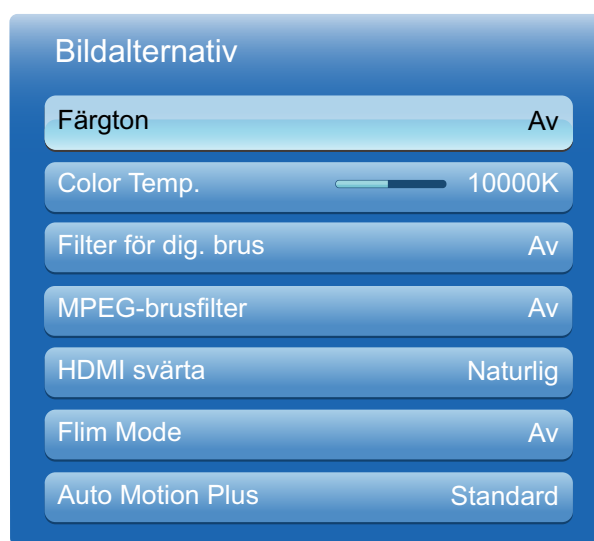 Bildalternativ
Färgton Av
Color Temp. 10000K
Filter för dig. brus Av
MPEG-brusfilter Av
HDMI svärta Naturlig
Flim Mode Av
Auto Motion Plus Standard